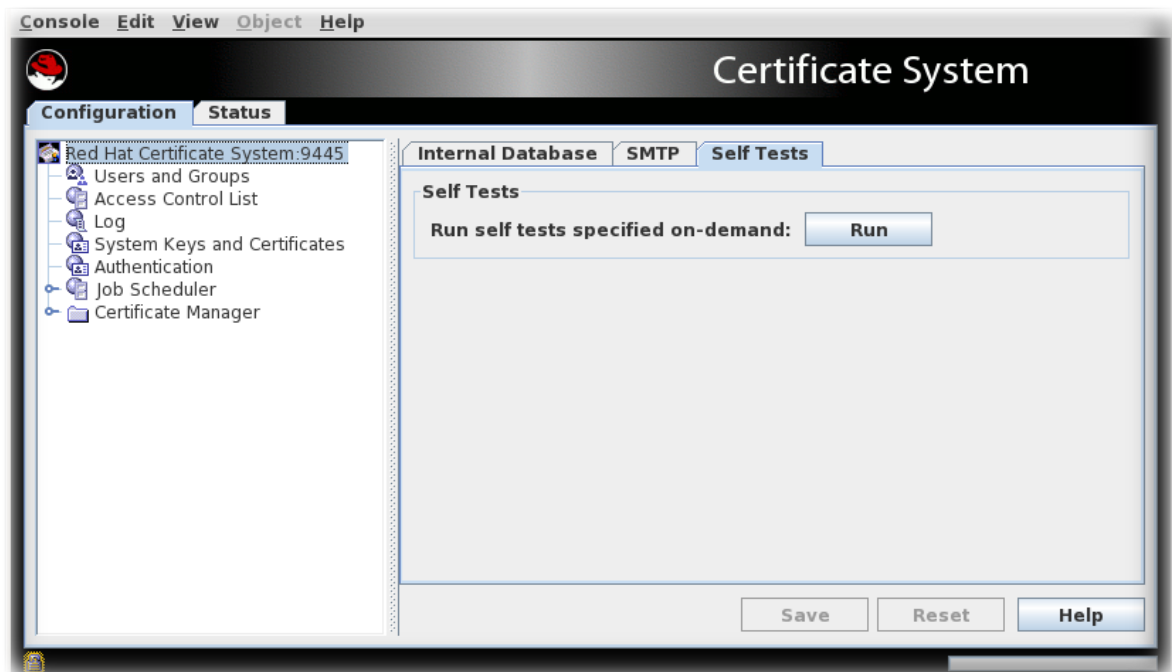 Console Edit View Object Help
Certificate System
Configuration Status
Red Hat Certificate System:9445
Users and Groups
Access Control List
Log
System Keys and Certificates
Authentication
Job Scheduler
Certificate Manager
Internal Database SMTP Self Tests
Self Tests
Run self tests specified on-demand: Run
Save Reset Help